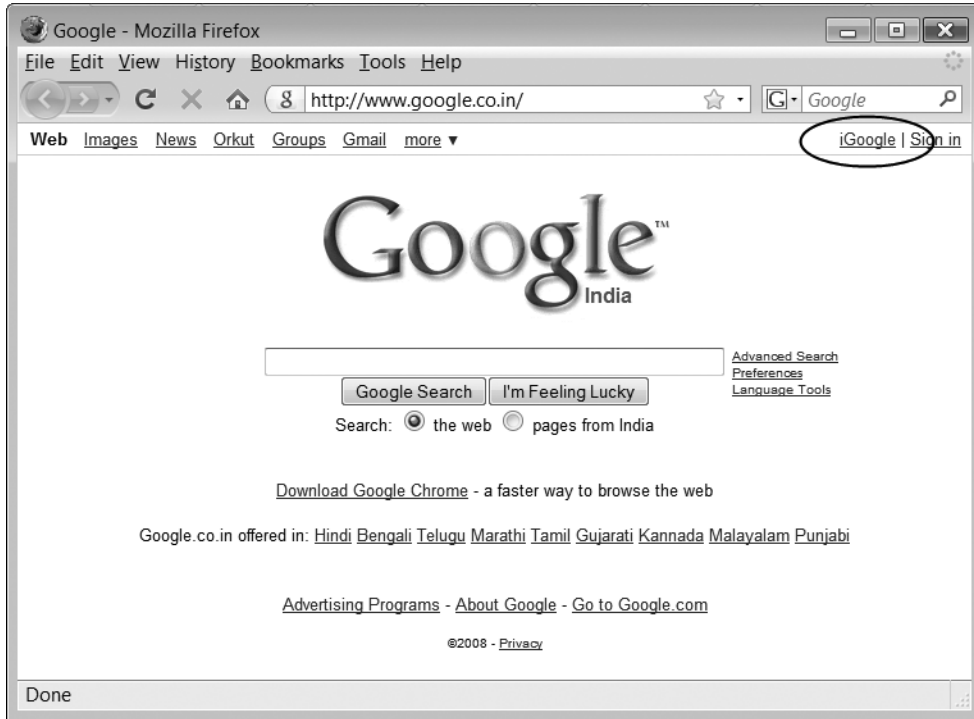 Google - Mozilla Firefox
File Edit View History Bookmarks Tools Help
http://www.google.co.in/ G Google
Web Images News Orkut Groups Gmail more ▼ iGoogle | Sign in
Google™
India
Advanced Search
Preferences
Language Tools
Google Search I'm Feeling Lucky
Search: the web pages from India
Download Google Chrome - a faster way to browse the web
Google.co.in offered in: Hindi Bengali Telugu Marathi Tamil Gujarati Kannada Malayalam Punjabi
Advertising Programs - About Google - Go to Google.com
©2008 - Privacy
Done